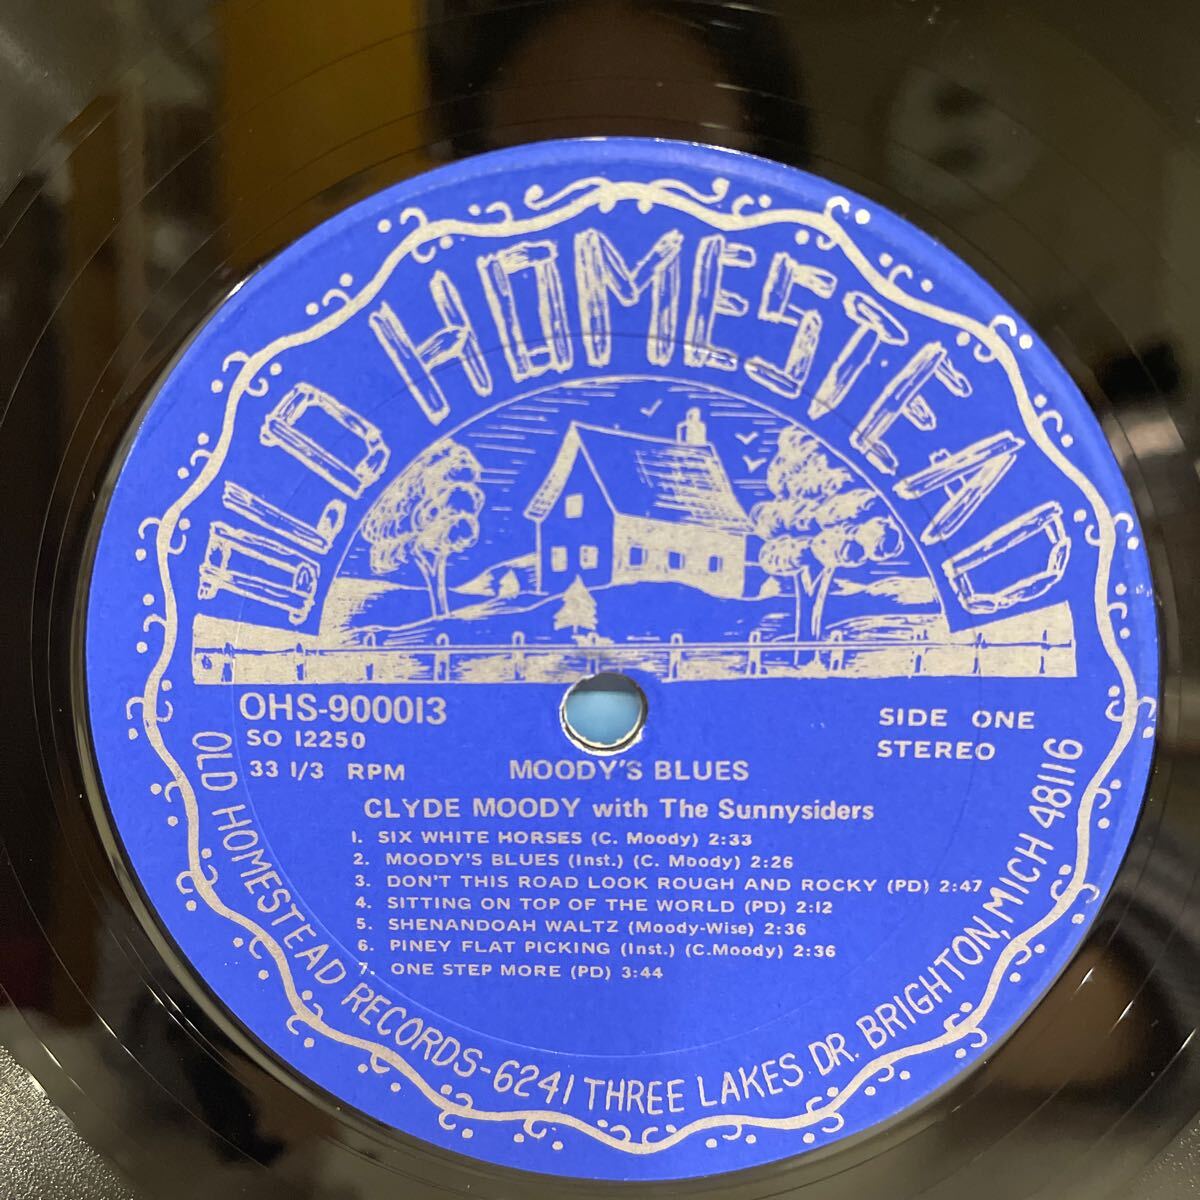 OLD HOMESTEAD
OHS-900013
SO 12250
33 1/3 RPM
SIDE ONE
STEREO
MOODY'S BLUES
CLYDE MOODY with The Sunnysiders
1. SIX WHITE HORSES (C. Moody) 2:33
2. MOODY'S BLUES (Inst.) (C. Moody) 2:26
3. DON'T THIS ROAD LOOK ROUGH AND ROCKY (PD) 2:47
4. SITTING ON TOP OF THE WORLD (PD) 2:12
5. SHENANDOAH WALTZ (Moody-Wise) 2:36
6. PINEY FLAT PICKING (Inst.) (C.Moody) 2:36
7. ONE STEP MORE (PD) 3:44
OLD HOMESTEAD RECORDS-6241 THREE LAKES DR. BRIGHTON, MICH 48116